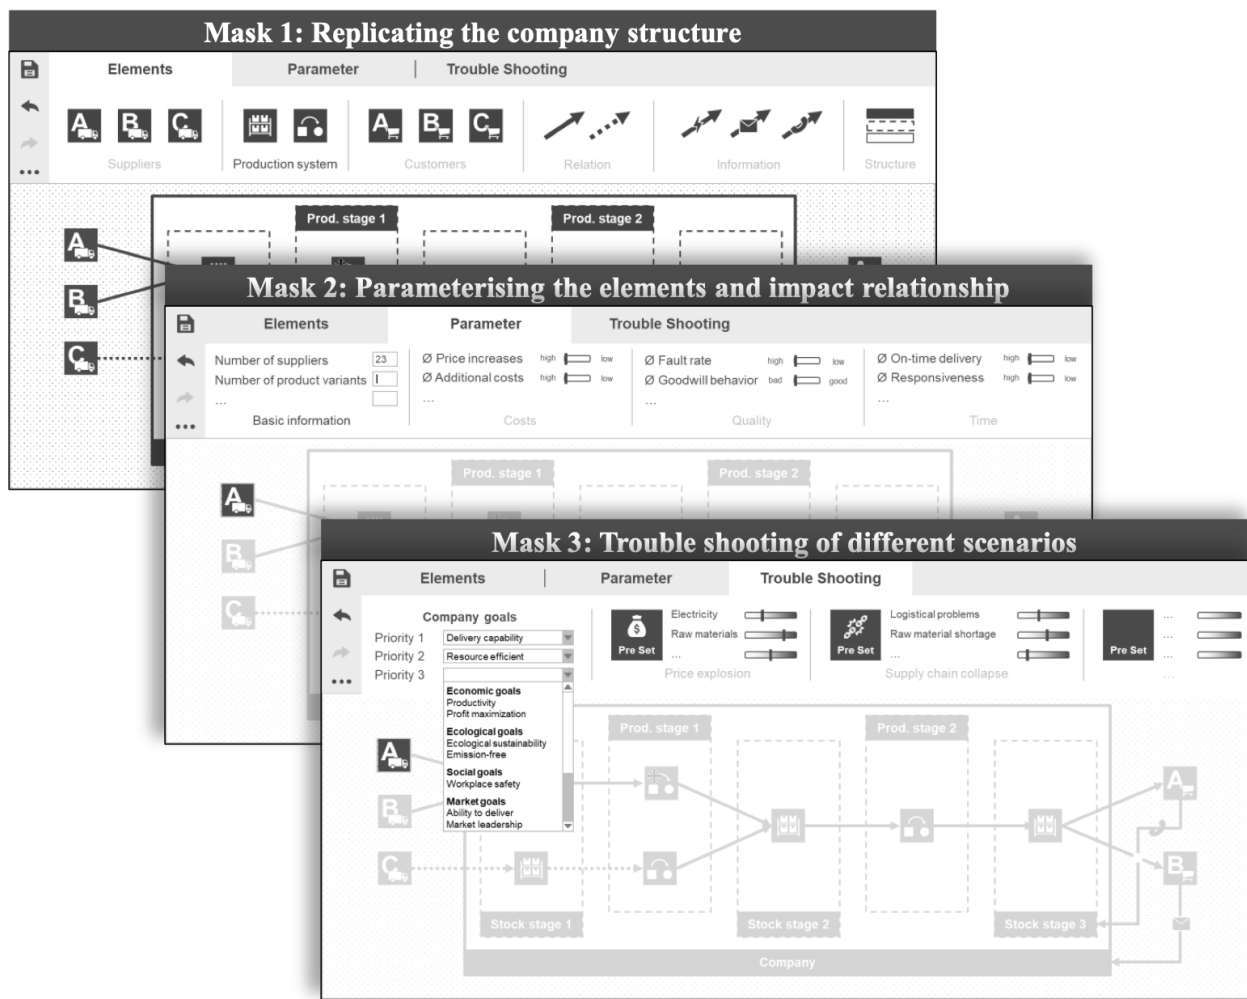 Mask 1: Replicating the company structure
Elements Parameter Trouble Shooting
A B C A B C
Suppliers Production system Customers Relation Information Structure
Prod. stage 1 Prod. stage 2
A
B
C
Mask 2: Parameterising the elements and impact relationship
Elements Parameter Trouble Shooting
Number of suppliers 23 Ø Price increases high low Ø Fault rate high low Ø On-time delivery high low
Number of product variants Ø Additional costs high low Ø Goodwill behavior bad good Ø Responsiveness high low
... ... ... ...
Basic information Costs Quality Time
Prod. stage 1 Prod. stage 2
A
B
C
Mask 3: Trouble shooting of different scenarios
Elements Parameter Trouble Shooting
Company goals
Priority 1 Delivery capability
Priority 2 Resource efficient
Priority 3
Economic goals
Productivity
Profit maximization
Ecological goals
Ecological sustainability
Emission-free
Social goals
Workplace safety
Market goals
Ability to deliver
Market leadership
Pre Set
Electricity
Raw materials
...
Price explosion
Pre Set
Logistical problems
Raw material shortage
...
Supply chain collapse
Pre Set
...
...
...
...
Prod. stage 1 Prod. stage 2
A A
B
C B
Stock stage 1 Stock stage 2 Stock stage 3
Company